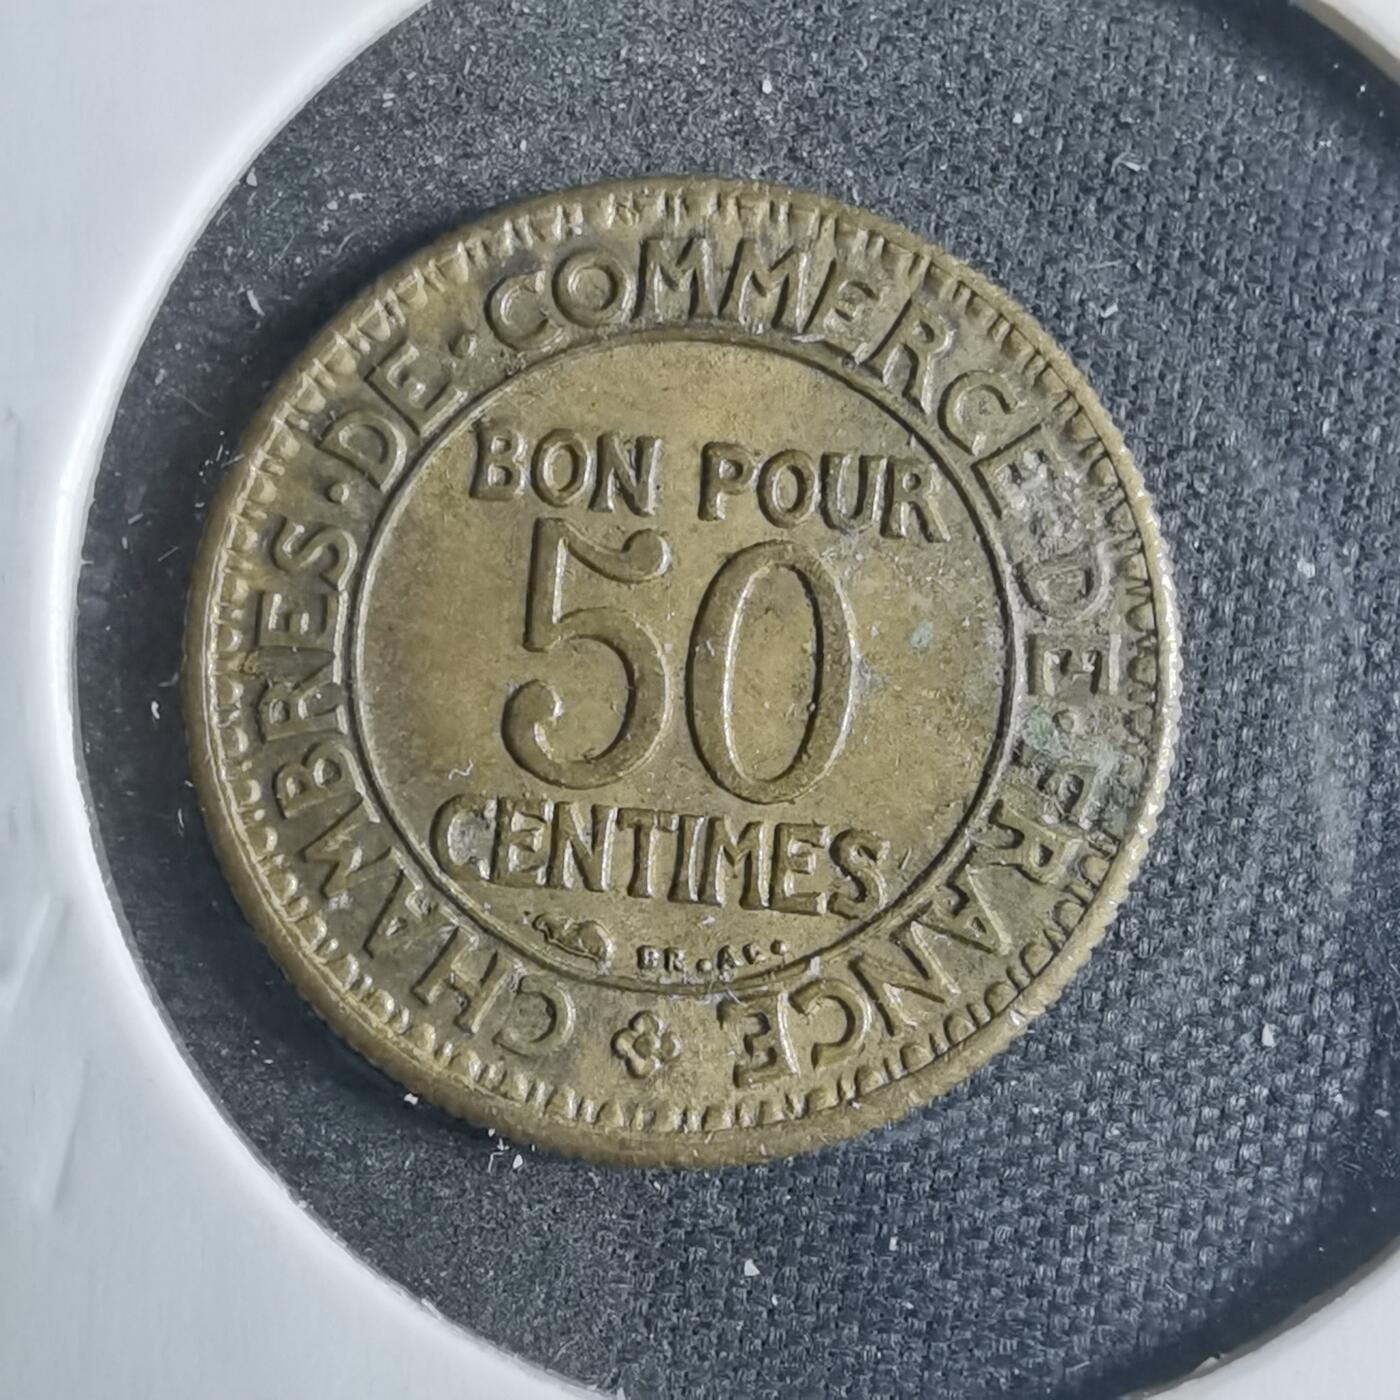 CHAMBRES·DE·COMMERCE·DE·FRANCE
BON POUR
50
CENTIMES
BR.AL.